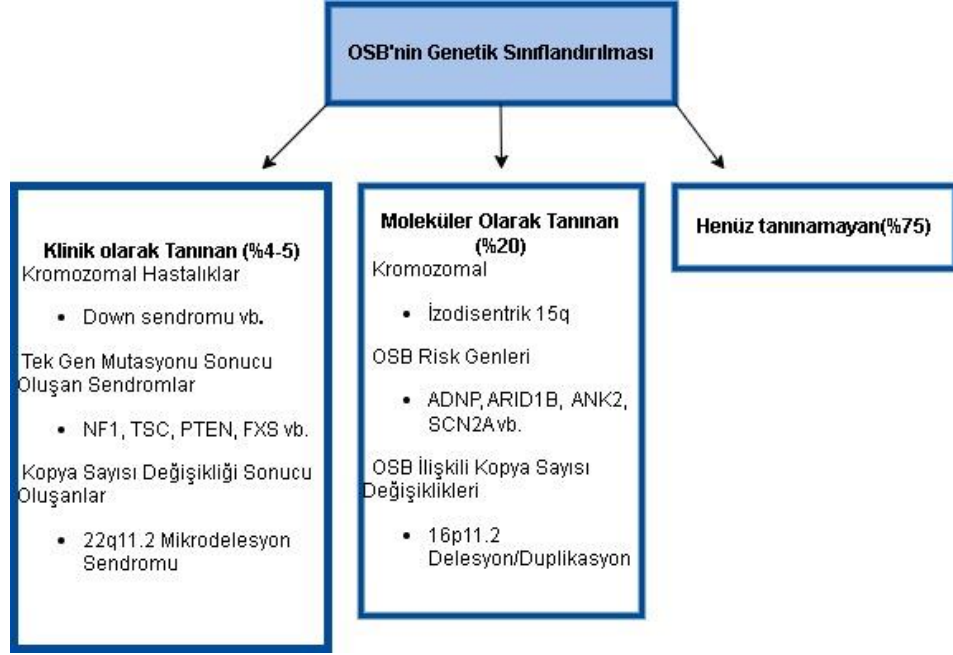 OSB'nin Genetik Sınıflandırılması
Klinik olarak Tanınan (%4-5)
Kromozomal Hastalıklar
• Down sendromu vb.
Tek Gen Mutasyonu Sonucu
Oluşan Sendromlar
• NF1, TSC, PTEN, FXS vb.
Kopya Sayısı Değişikliği Sonucu
Oluşanlar
• 22q11.2 Mikrodelesyon
Sendromu
Moleküler Olarak Tanınan
(%20)
Kromozomal
• İzodisentrik 15q
OSB Risk Genleri
• ADNP, ARID1B, ANK2,
SCN2A vb.
OSB İlişkili Kopya Sayısı
Değişiklikleri
• 16p11.2
Delesyon/Duplikasyon
Henüz tanınamayan(%75)